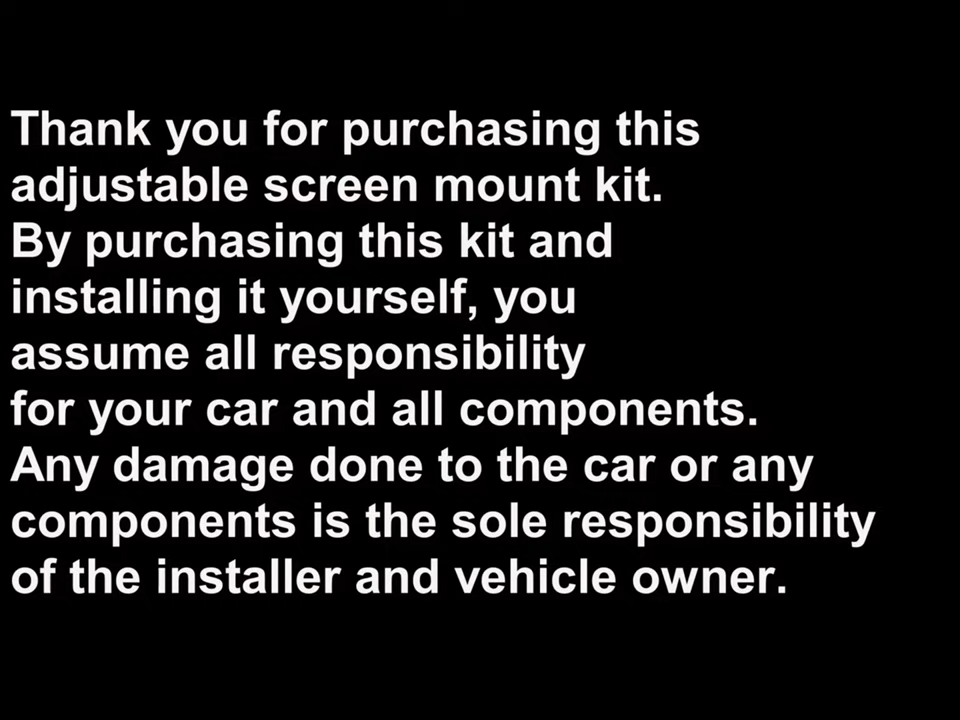 Thank you for purchasing this
adjustable screen mount kit.
By purchasing this kit and
installing it yourself, you
assume all responsibility
for your car and all components.
Any damage done to the car or any
components is the sole responsibility
of the installer and vehicle owner.